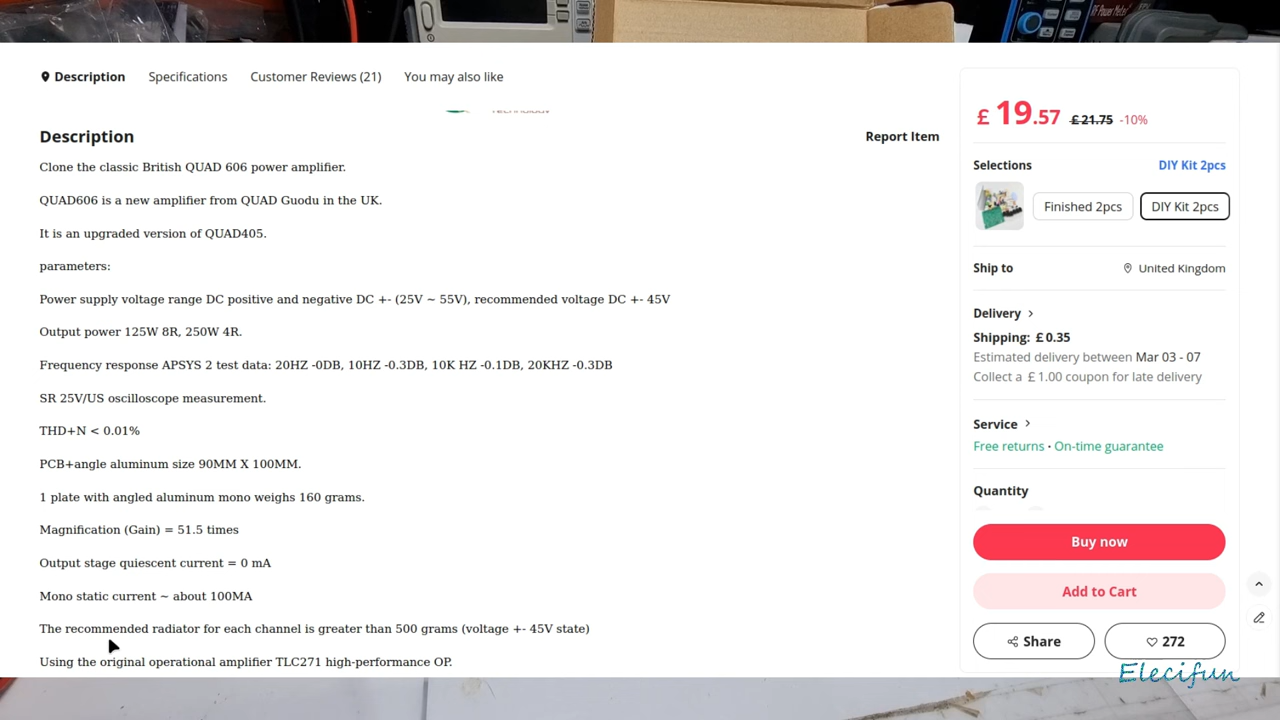 RF Power Meter
Description
Specifications
Customer Reviews (21)
You may also like
TECHNOLOGY
Description
Report Item
Clone the classic British QUAD 606 power amplifier.
QUAD606 is a new amplifier from QUAD Guodu in the UK.
It is an upgraded version of QUAD405.
parameters:
Power supply voltage range DC positive and negative DC +- (25V ~ 55V), recommended voltage DC +- 45V
Output power 125W 8R, 250W 4R.
Frequency response APSYS 2 test data: 20HZ -0DB, 10HZ -0.3DB, 10K HZ -0.1DB, 20KHZ -0.3DB
SR 25V/US oscilloscope measurement.
THD+N < 0.01%
PCB+angle aluminum size 90MM X 100MM.
1 plate with angled aluminum mono weighs 160 grams.
Magnification (Gain) = 51.5 times
Output stage quiescent current = 0 mA
Mono static current ~ about 100MA
The recommended radiator for each channel is greater than 500 grams (voltage +- 45V state)
Using the original operational amplifier TLC271 high-performance OP.
£ 19.57 £ 21.75 -10%
Selections DIY Kit 2pcs
Finished 2pcs DIY Kit 2pcs
Ship to United Kingdom
Delivery
Shipping: £ 0.35
Estimated delivery between Mar 03 - 07
Collect a £ 1.00 coupon for late delivery
Service
Free returns · On-time guarantee
Quantity
Buy now
Add to Cart
Share 272
Elecifun